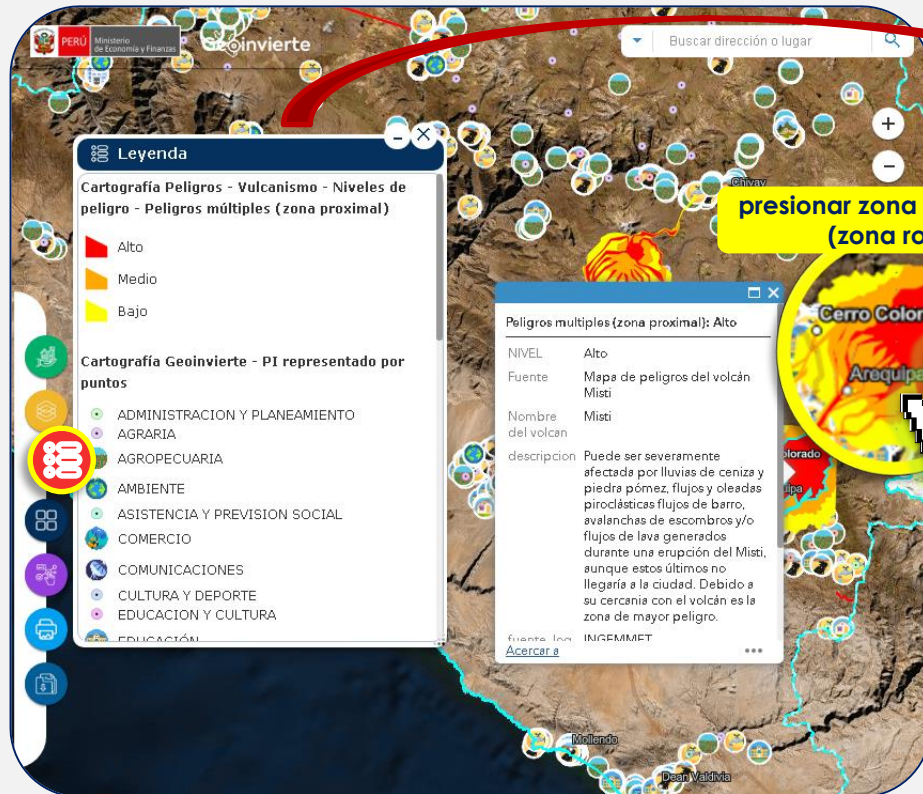 PERÚ
Ministerio
de Economía y Finanzas
Geoinvierte
Buscar dirección o lugar
+
-
Leyenda
Cartografía Peligros - Vulcanismo - Niveles de
peligro - Peligros múltiples (zona proximal)
Alto
Medio
Bajo
Cartografía Geoinvierte - PI representado por
puntos
ADMINISTRACION Y PLANEAMIENTO
AGRARIA
AGROPECUARIA
AMBIENTE
ASISTENCIA Y PREVISION SOCIAL
COMERCIO
COMUNICACIONES
CULTURA Y DEPORTE
EDUCACION Y CULTURA
EDUCACIÓN
Chivay
presionar zona
(zona ro
Peligros multiples (zona proximal): Alto
NIVEL Alto
Fuente Mapa de peligros del volcán
Misti
Nombre Misti
del volcan
descripcion Puede ser severamente
afectada por lluvias de ceniza y
piedra pómez, flujos y oleadas
piroclásticas flujos de barro,
avalanchas de escombros y/o
flujos de lava generados
durante una erupción del Misti,
aunque estos últimos no
llegaría a la ciudad. Debido a
su cercania con el volcán es la
zona de mayor peligro.
fuente_log INGEMMET
Acercar a
Cerro Color
Arequipa
olorado
uipa
Mollendo
Dean Valdivia